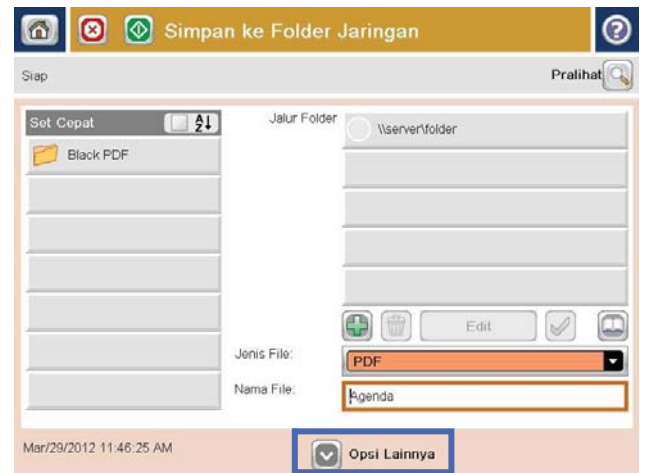 Simpan ke Folder Jaringan
Siap
Pralihat
Set Cepat
Black PDF
Jalur Folder
\\server\folder
Edit
Jenis File:
PDF
Nama File:
Agenda
Mar/29/2012 11:46:25 AM
Opsi Lainnya